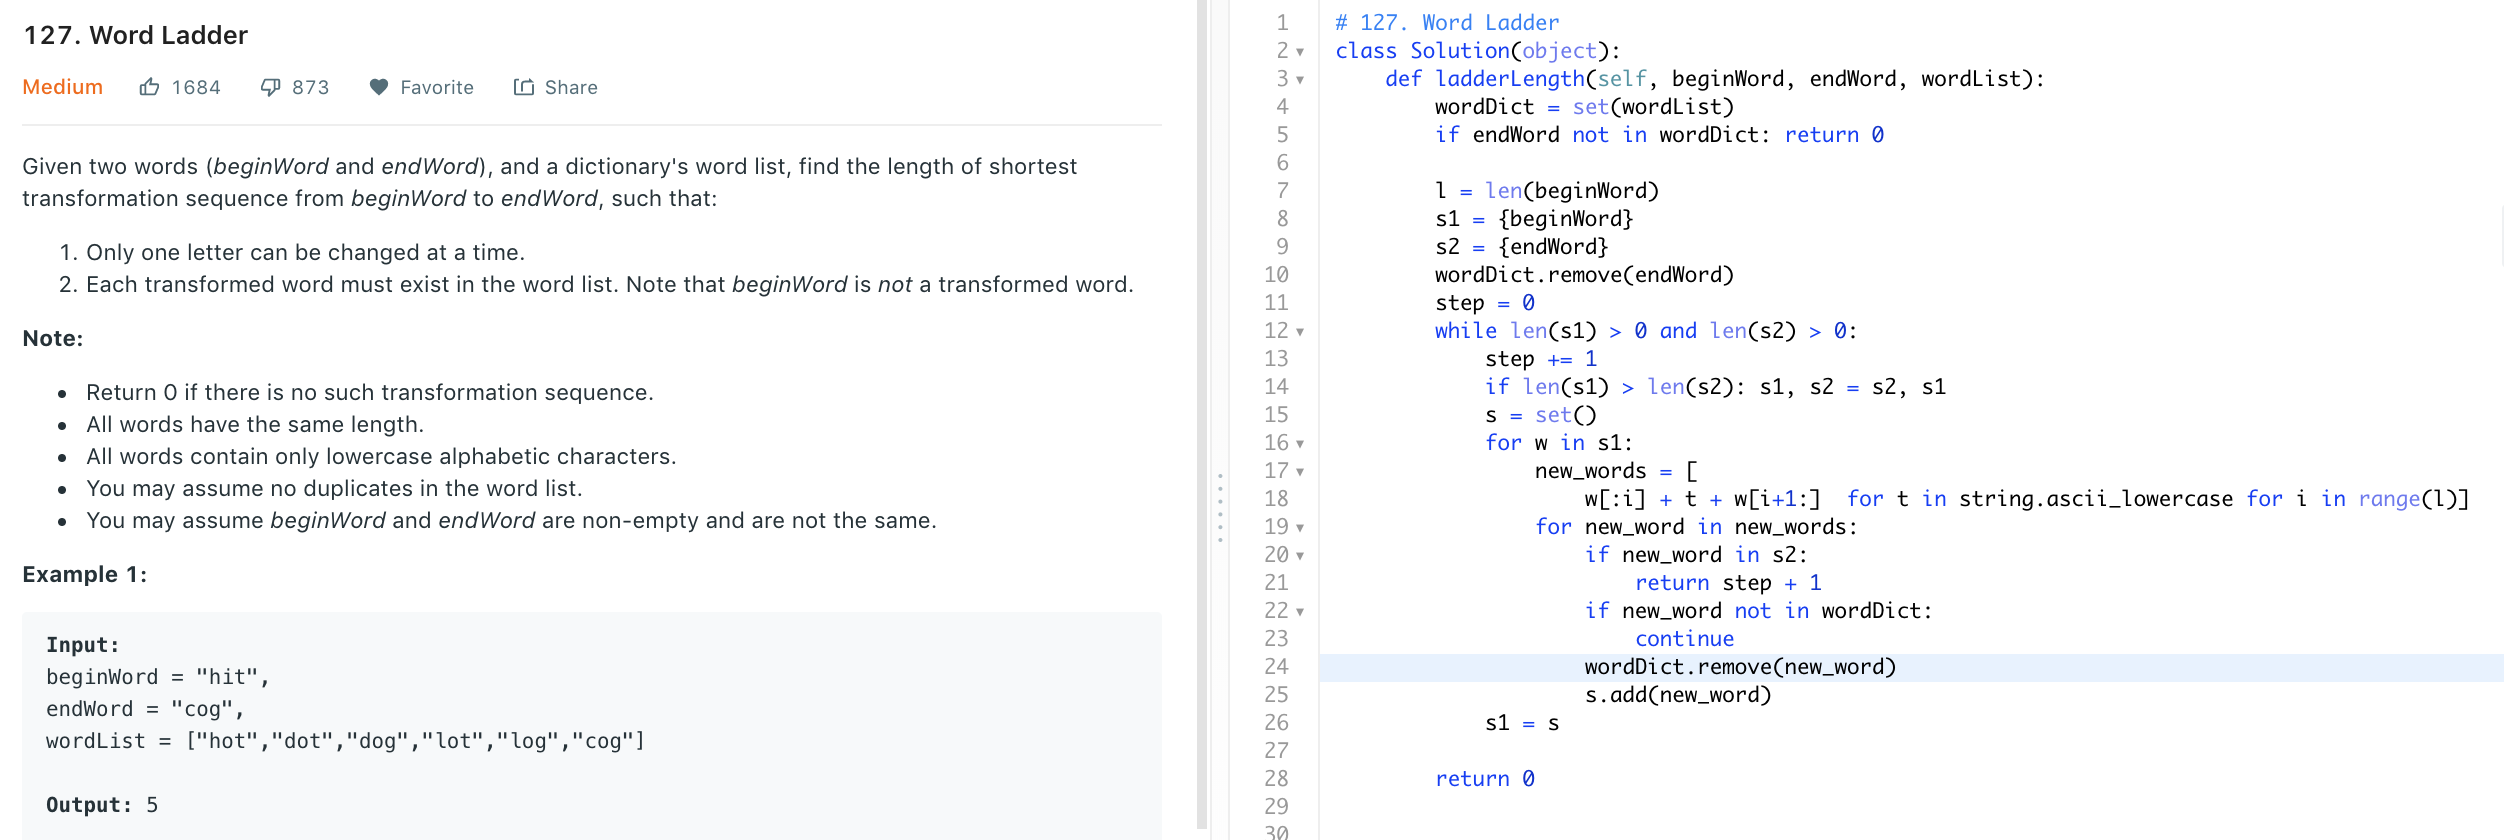 127. Word Ladder
Medium 1684 873 Favorite Share
Given two words (beginWord and endWord), and a dictionary's word list, find the length of shortest
transformation sequence from beginWord to endWord, such that:
1. Only one letter can be changed at a time.
2. Each transformed word must exist in the word list. Note that beginWord is not a transformed word.
Note:
• Return 0 if there is no such transformation sequence.
• All words have the same length.
• All words contain only lowercase alphabetic characters.
• You may assume no duplicates in the word list.
• You may assume beginWord and endWord are non-empty and are not the same.
Example 1:
Input:
beginWord = "hit",
endWord = "cog",
wordList = ["hot","dot","dog","lot","log","cog"]
Output: 5
1 # 127. Word Ladder
2 class Solution(object):
3     def ladderLength(self, beginWord, endWord, wordList):
4         wordDict = set(wordList)
5         if endWord not in wordDict: return 0
6
7         l = len(beginWord)
8         s1 = {beginWord}
9         s2 = {endWord}
10         wordDict.remove(endWord)
11         step = 0
12         while len(s1) > 0 and len(s2) > 0:
13             step += 1
14             if len(s1) > len(s2): s1, s2 = s2, s1
15             s = set()
16             for w in s1:
17                 new_words = [
18                     w[:i] + t + w[i+1:]  for t in string.ascii_lowercase for i in range(l)]
19                 for new_word in new_words:
20                     if new_word in s2:
21                         return step + 1
22                     if new_word not in wordDict:
23                         continue
24                     wordDict.remove(new_word)
25                     s.add(new_word)
26             s1 = s
27
28         return 0
29
30